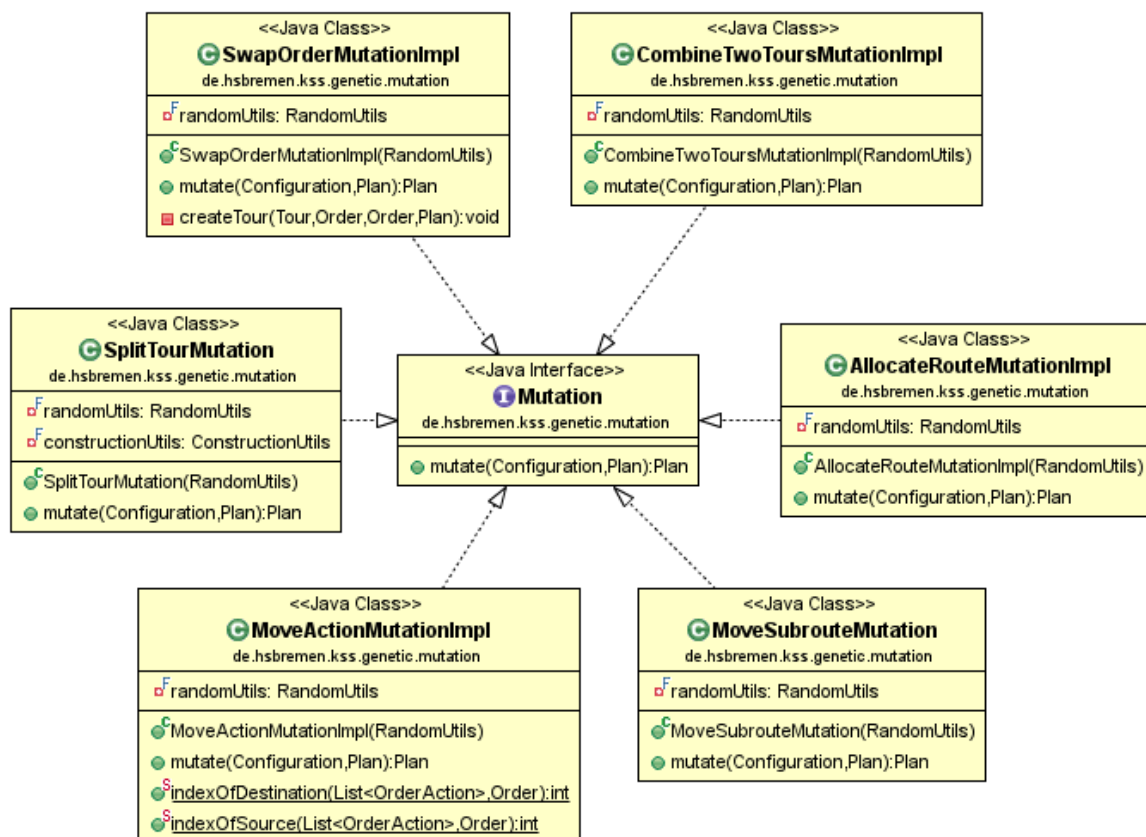 <<Java Class>>
SwapOrderMutationImpl
de.hsbremen.kss.genetic.mutation
randomUtils: RandomUtils
SwapOrderMutationImpl(RandomUtils)
mutate(Configuration,Plan):Plan
createTour(Tour,Order,Order,Plan):void
<<Java Class>>
CombineTwoToursMutationImpl
de.hsbremen.kss.genetic.mutation
randomUtils: RandomUtils
CombineTwoToursMutationImpl(RandomUtils)
mutate(Configuration,Plan):Plan
<<Java Class>>
SplitTourMutation
de.hsbremen.kss.genetic.mutation
randomUtils: RandomUtils
constructionUtils: ConstructionUtils
SplitTourMutation(RandomUtils)
mutate(Configuration,Plan):Plan
<<Java Interface>>
Mutation
de.hsbremen.kss.genetic.mutation
mutate(Configuration,Plan):Plan
<<Java Class>>
AllocateRouteMutationImpl
de.hsbremen.kss.genetic.mutation
randomUtils: RandomUtils
AllocateRouteMutationImpl(RandomUtils)
mutate(Configuration,Plan):Plan
<<Java Class>>
MoveActionMutationImpl
de.hsbremen.kss.genetic.mutation
randomUtils: RandomUtils
MoveActionMutationImpl(RandomUtils)
mutate(Configuration,Plan):Plan
indexOfDestination(List<OrderAction>,Order):int
indexOfSource(List<OrderAction>,Order):int
<<Java Class>>
MoveSubrouteMutation
de.hsbremen.kss.genetic.mutation
randomUtils: RandomUtils
MoveSubrouteMutation(RandomUtils)
mutate(Configuration,Plan):Plan